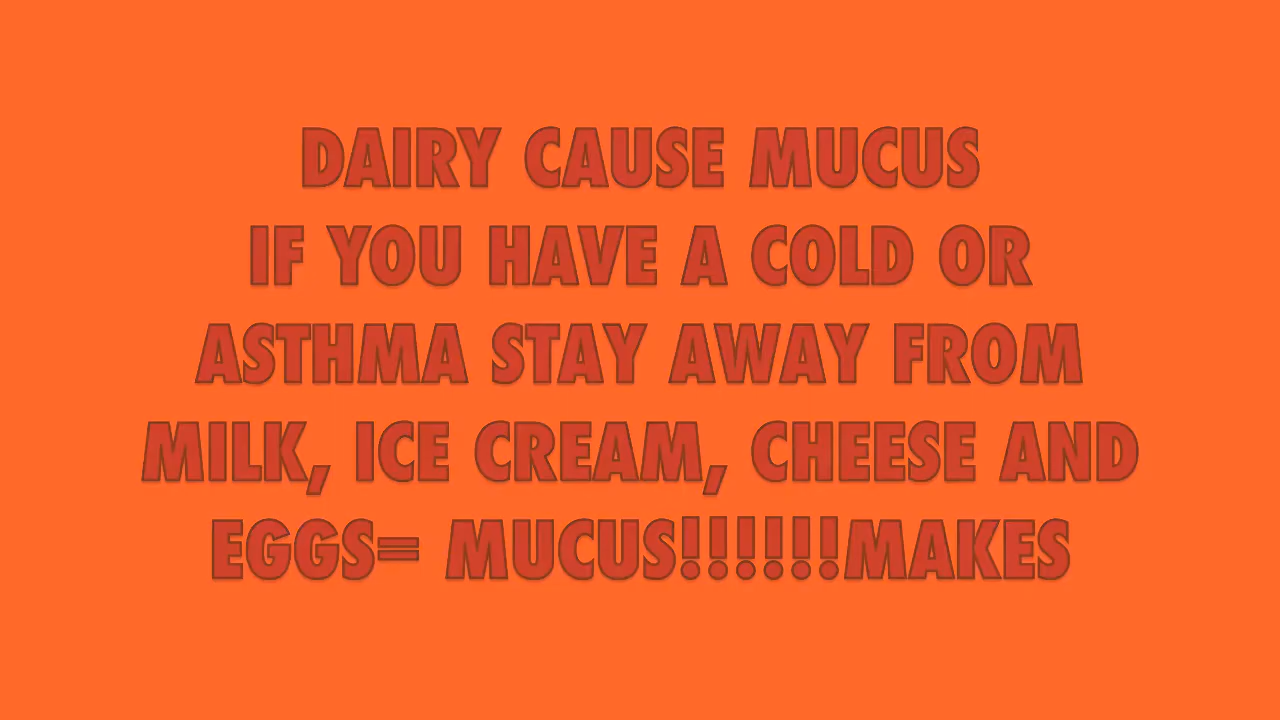 DAIRY CAUSE MUCUS
IF YOU HAVE A COLD OR
ASTHMA STAY AWAY FROM
MILK, ICE CREAM, CHEESE AND
EGGS= MUCUS!!!!!!MAKES